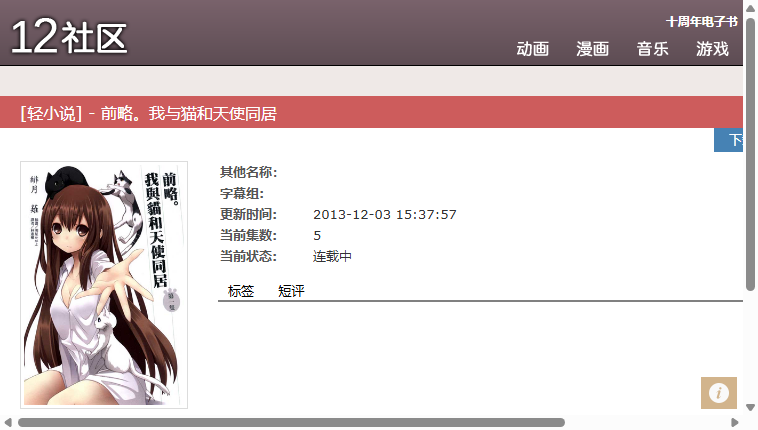 12社区
十周年电子书
动画 漫画 音乐 游戏
[轻小说] - 前略。我与猫和天使同居
其他名称:
字幕组:
更新时间: 2013-12-03 15:37:57
当前集数: 5
当前状态: 连载中
标签 短评
前略。
我與貓和天使同居
緋月 薙
第一集